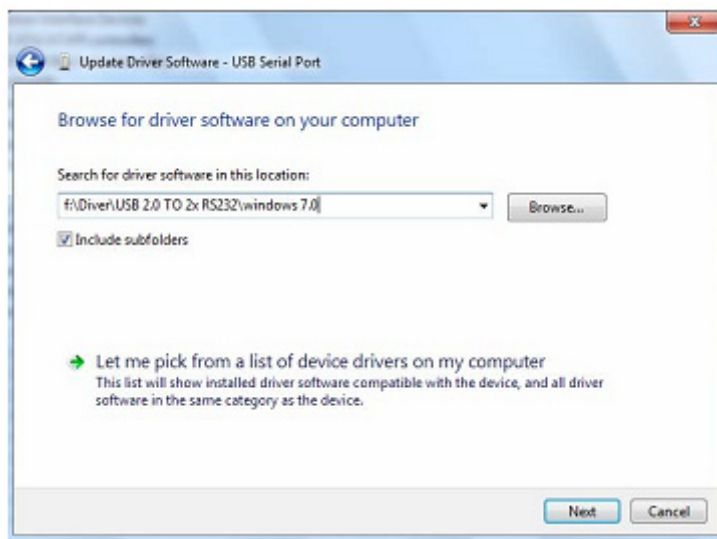 Update Driver Software - USB Serial Port
Browse for driver software on your computer
Search for driver software in this location:
f:\Diver\USB 2.0 TO 2x RS232\windows 7.0
Browse...
Include subfolders
Let me pick from a list of device drivers on my computer
This list will show installed driver software compatible with the device, and all driver
software in the same category as the device.
Next
Cancel